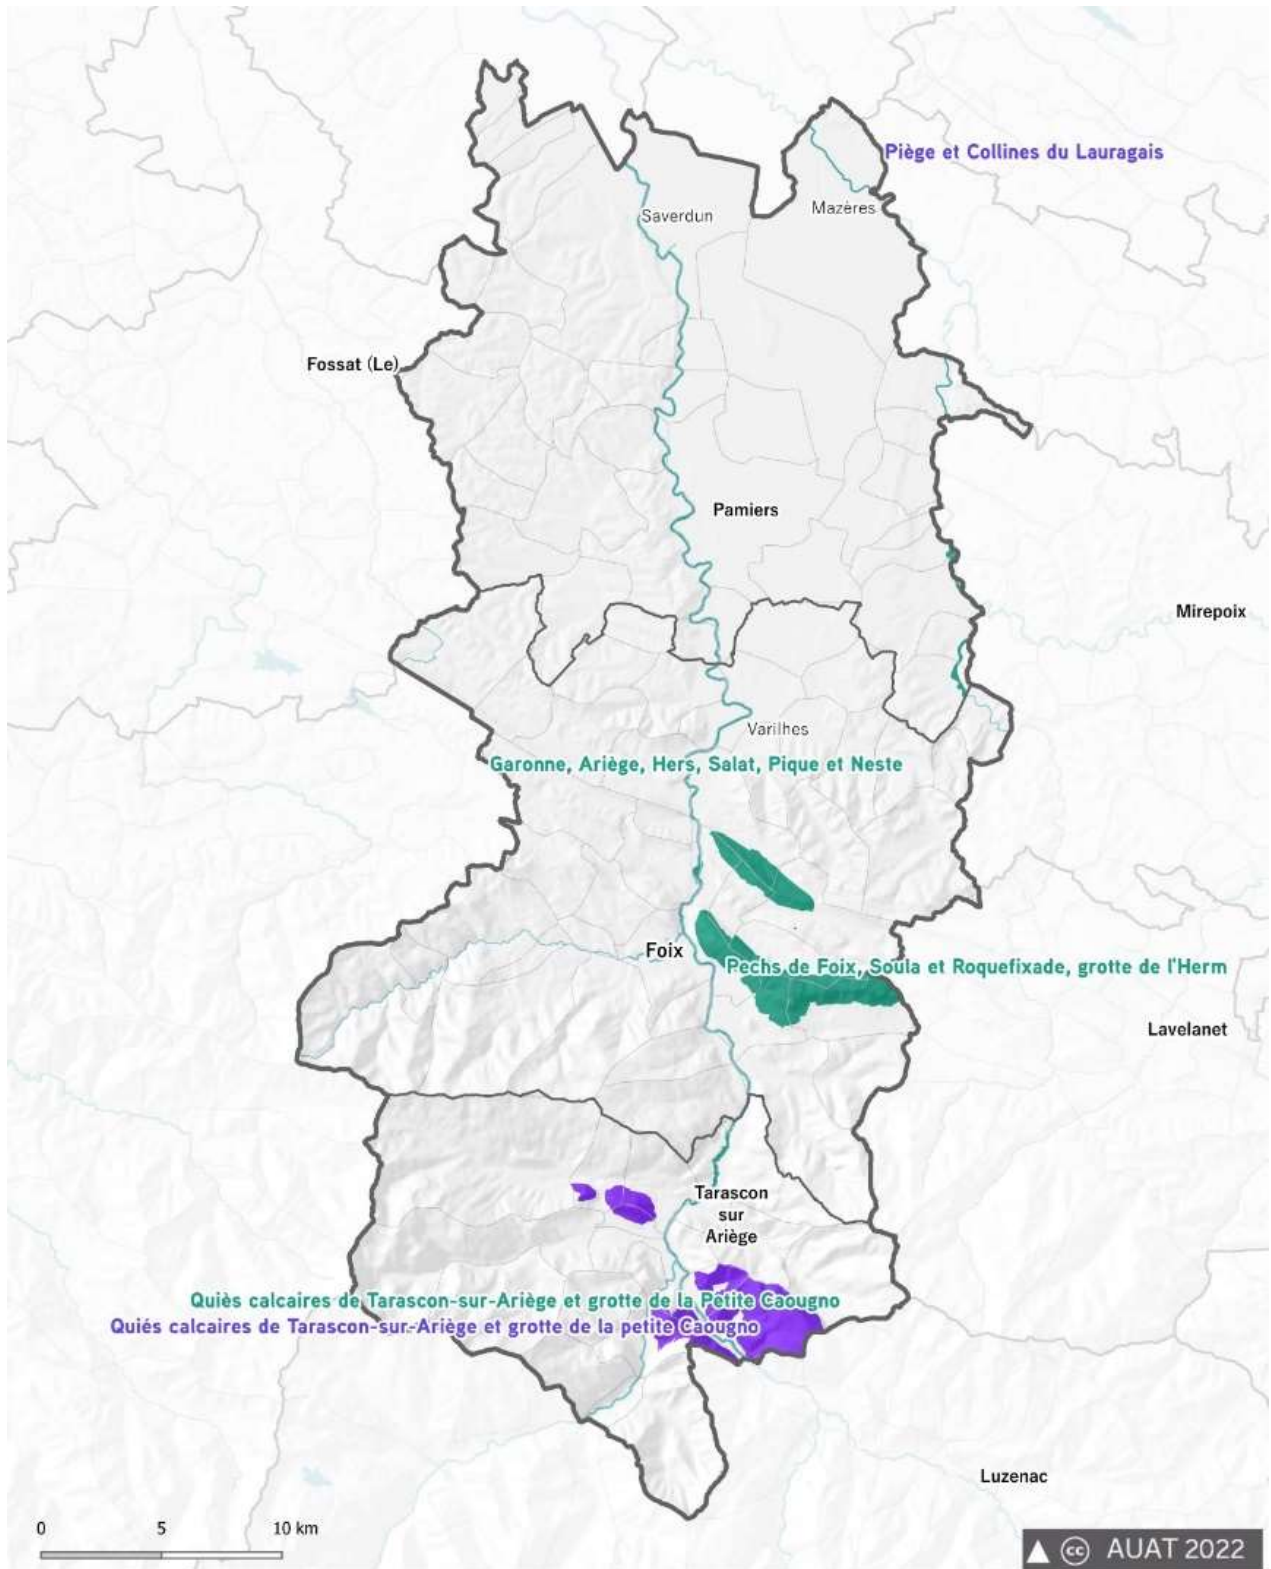 Piège et Collines du Lauragais
Mazères
Saverdun
Fossat (Le)
Pamiers
Mirepoix
Varilhes
Garonne, Ariège, Hers, Salat, Pique et Neste
Foix
Pechs de Foix, Soula et Roquefixade, grotte de l'Herm
Lavelanet
Tarascon
sur
Ariège
Quiès calcaires de Tarascon-sur-Ariège et grotte de la Petite Caougno
Quiés calcaires de Tarascon-sur-Ariège et grotte de la petite Caougno
Luzenac
0 5 10 km
cc AUAT 2022